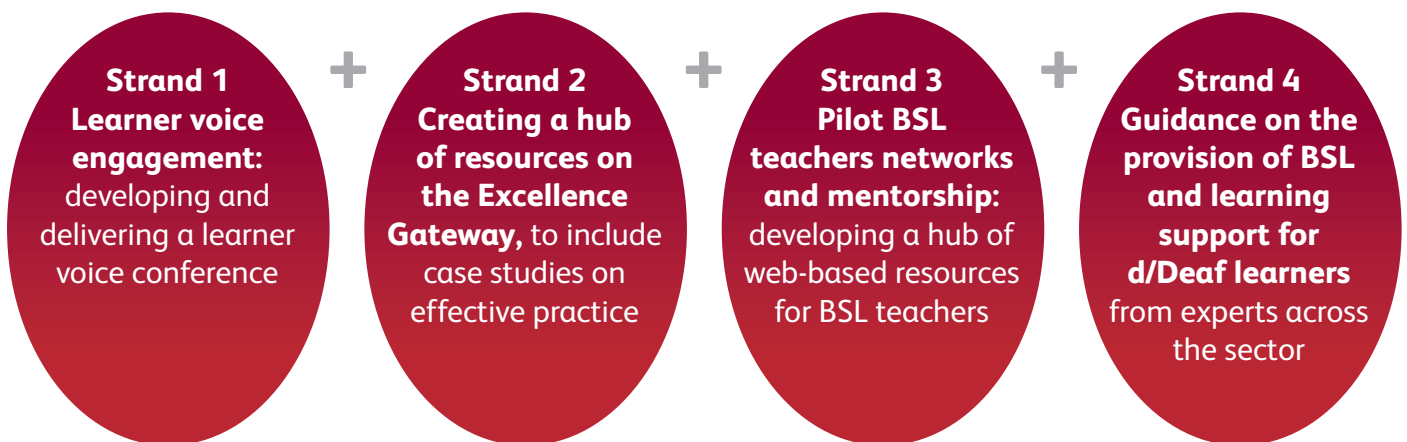 Strand 1
Learner voice
engagement:
developing and
delivering a learner
voice conference
+
Strand 2
Creating a hub
of resources on
the Excellence
Gateway, to include
case studies on
effective practice
+
Strand 3
Pilot BSL
teachers networks
and mentorship:
developing a hub of
web-based resources
for BSL teachers
+
Strand 4
Guidance on the
provision of BSL
and learning
support for
d/Deaf learners
from experts across
the sector